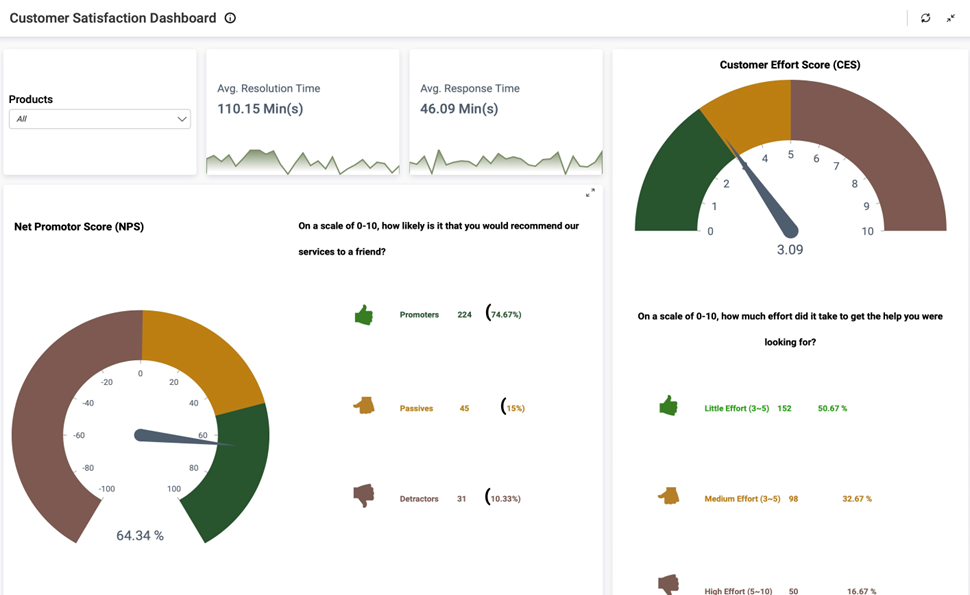 Customer Satisfaction Dashboard
Products
All
Avg. Resolution Time
110.15 Min(s)
Avg. Response Time
46.09 Min(s)
Customer Effort Score (CES)
0
1
2
3
4
5
6
7
8
9
10
3.09
Net Promotor Score (NPS)
-100
-80
-60
-40
-20
0
20
40
60
80
100
64.34 %
On a scale of 0-10, how likely is it that you would recommend our
services to a friend?
Promoters 224 (74.67%)
Passives 45 (15%)
Detractors 31 (10.33%)
On a scale of 0-10, how much effort did it take to get the help you were
looking for?
Little Effort (3~5) 152 50.67 %
Medium Effort (3~5) 98 32.67 %
High Effort (5~10) 50 16.67 %